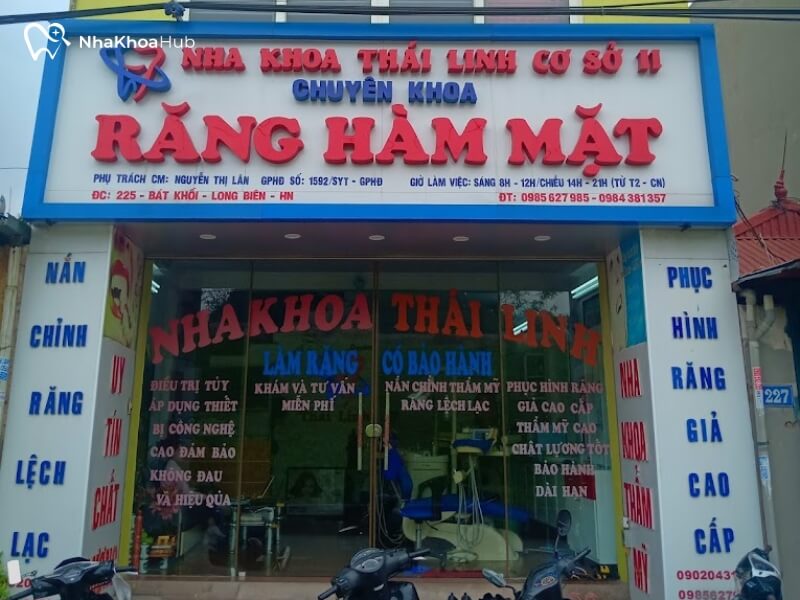 NhaKhoaHub
NHA KHOA THÁI LINH CƠ SỞ 11
CHUYÊN KHOA
RĂNG HÀM MẶT
PHỤ TRÁCH CM: NGUYỄN THỊ LÂN GPHĐ SỐ: 1592/SYT - GPHĐ GIỜ LÀM VIỆC: SÁNG 8H - 12H/CHIỀU 14H - 21H (TỪ T2 - CN)
ĐC: 225 - BÁT KHỐI - LONG BIÊN - HN ĐT: 0985 627 985 - 0984 381 357
NẮN
CHỈNH
RĂNG
LỆCH
LẠC
UY
TÍN
CHẤT
NHA KHOA THÁI LINH
LÀM RĂNG CÓ BẢO HÀNH
ĐIỀU TRỊ TỦY
ÁP DỤNG THIẾT
BỊ CÔNG NGHỆ
CAO ĐẢM BẢO
KHÔNG ĐAU
VÀ HIỆU QỦA
KHÁM VÀ TƯ VẤN
MIỄN PHÍ
NẮN CHỈNH THẨM MỸ
RĂNG LỆCH LẠC
PHỤC HÌNH RĂNG
GIẢ CAO CẤP
THẨM MỸ CAO
CHẤT LƯỢNG TỐT
BẢO HÀNH
DÀI HẠN
NHA
KHOA
THẨM
MỸ
PHỤC
HÌNH
RĂNG
GIẢ
CAO
CẤP
227